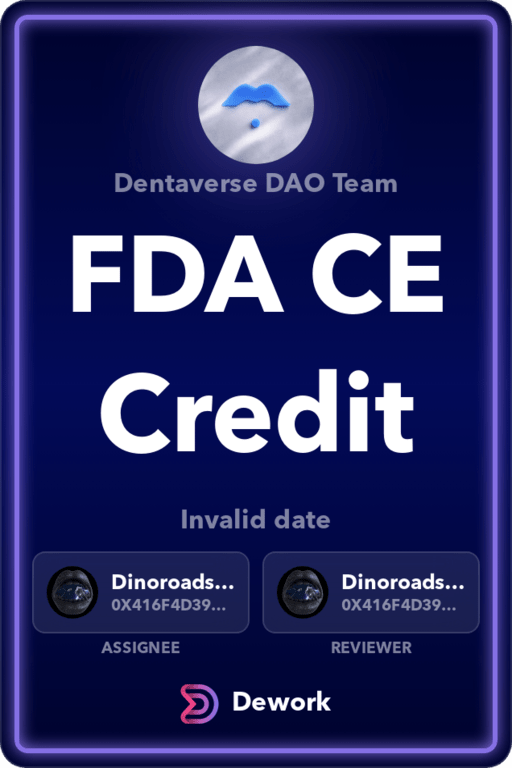 Dentaverse DAO Team
FDA CE
Credit
Invalid date
Dinoroads...
0X416F4D39...
ASSIGNEE
Dinoroads...
0X416F4D39...
REVIEWER
Dework